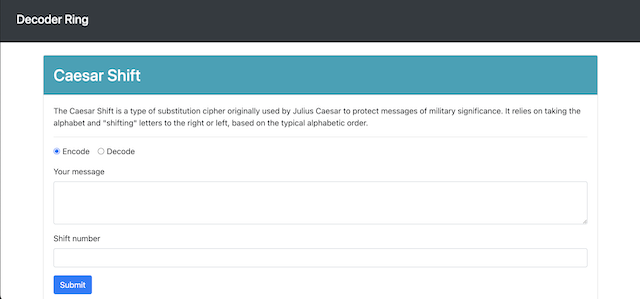 Decoder Ring
Caesar Shift
The Caesar Shift is a type of substitution cipher originally used by Julius Caesar to protect messages of military significance. It relies on taking the
alphabet and "shifting" letters to the right or left, based on the typical alphabetic order.
Encode Decode
Your message
Shift number
Submit